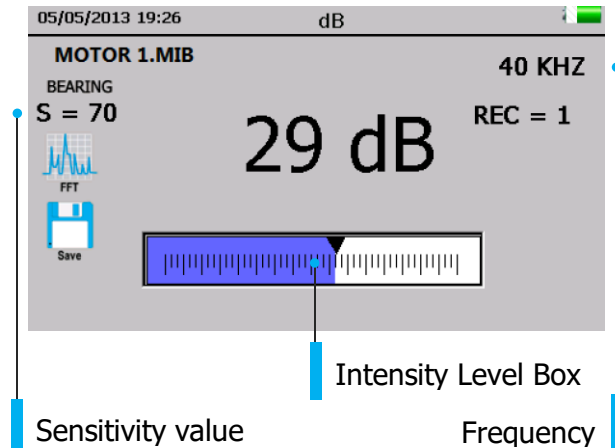 05/05/2013 19:26 dB
MOTOR 1.MIB
40 KHZ
BEARING
S = 70
29 dB
REC = 1
FFT
Save
Intensity Level Box
Sensitivity value
Frequency